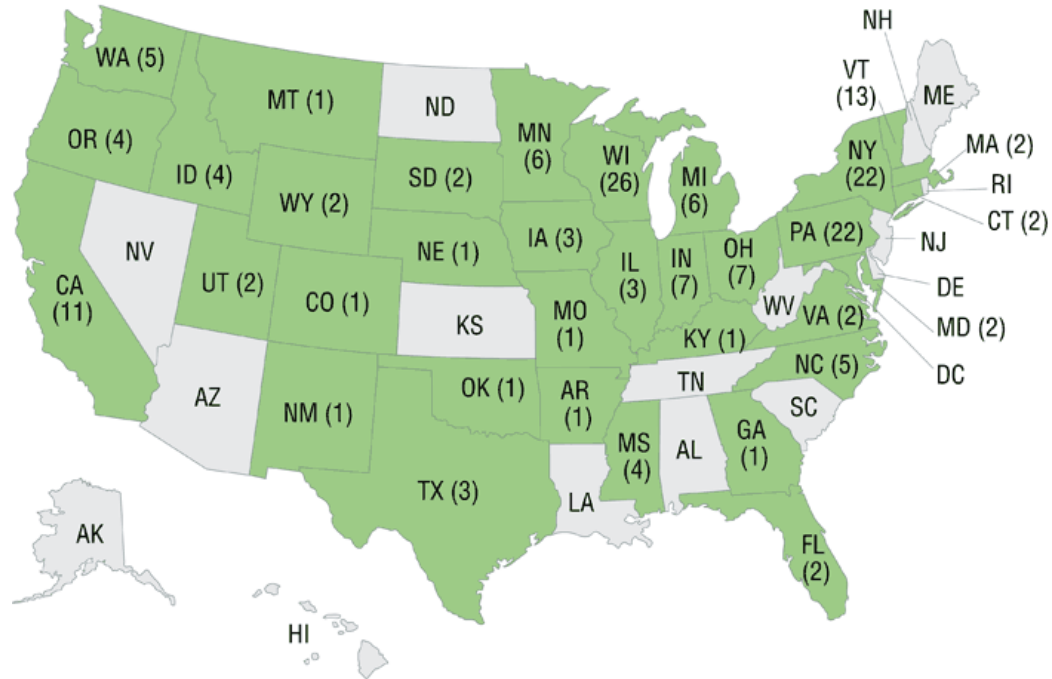 NH
WA (5)
VT
(13)
ME
MT (1)
ND
MN
(6)
OR (4)
NY
(22)
MA (2)
WI
(26)
ID (4)
SD (2)
MI
(6)
RI
WY (2)
CT (2)
PA (22)
NJ
IA (3)
NV
NE (1)
OH
(7)
IN
(7)
IL
(3)
UT (2)
CA
(11)
DE
CO (1)
WV
VA (2)
MO
(1)
KS
MD (2)
KY (1)
NC (5)
DC
TN
OK (1)
AR
(1)
AZ
SC
NM (1)
GA
(1)
MS
(4)
AL
TX (3)
LA
AK
FL
(2)
HI